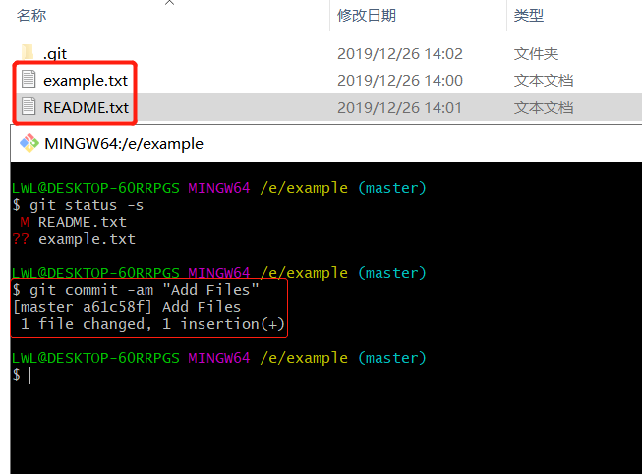 名称 修改日期 类型
.git 2019/12/26 14:02 文件夹
example.txt 2019/12/26 14:00 文本文档
README.txt 2019/12/26 14:01 文本文档
MINGW64:/e/example
LWL@DESKTOP-6ORRPGS MINGW64 /e/example (master)
$ git status -s
M README.txt
?? example.txt
LWL@DESKTOP-6ORRPGS MINGW64 /e/example (master)
$ git commit -am "Add Files"
[master a61c58f] Add Files
1 file changed, 1 insertion(+)
LWL@DESKTOP-6ORRPGS MINGW64 /e/example (master)
$